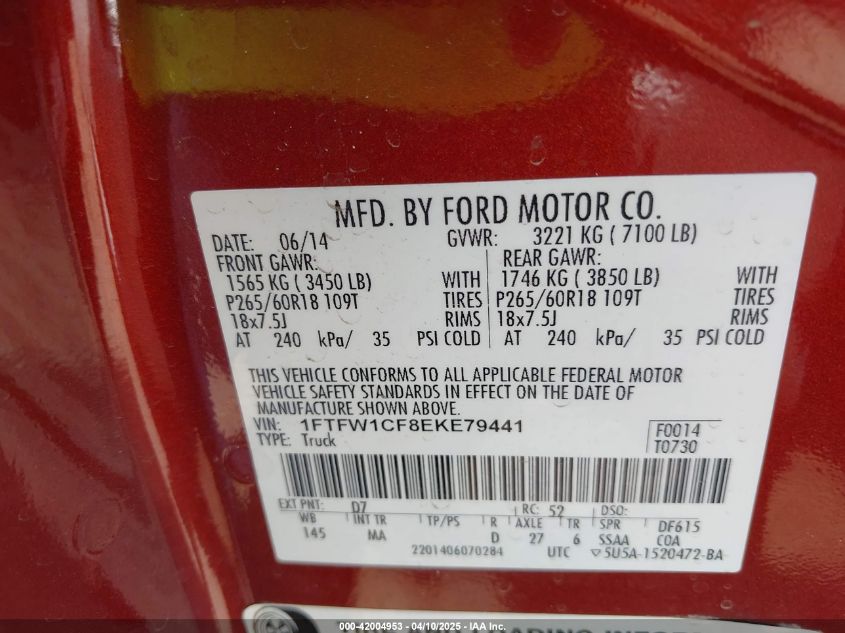 MFD. BY FORD MOTOR CO.
DATE: 06/14 GVWR: 3221 KG ( 7100 LB)
FRONT GAWR: REAR GAWR:
1565 KG ( 3450 LB) WITH 1746 KG ( 3850 LB) WITH
P265/60R18 109T TIRES P265/60R18 109T TIRES
18x7.5J RIMS 18x7.5J RIMS
AT 240 kPa/ 35 PSI COLD AT 240 kPa/ 35 PSI COLD
THIS VEHICLE CONFORMS TO ALL APPLICABLE FEDERAL MOTOR
VEHICLE SAFETY STANDARDS IN EFFECT ON THE DATE OF
MANUFACTURE SHOWN ABOVE.
VIN: 1FTFW1CF8EKE79441 F0014
TYPE: Truck T0730
EXT PNT: D7 RC: 52 DSO:
WB INT TR TP/PS R AXLE TR SPR DF615
145 MA D 27 6 SSAA COA
2201406070284 UTC 5U5A-1520472-BA
000-42004953 - 04/10/2025 - IAA Inc.